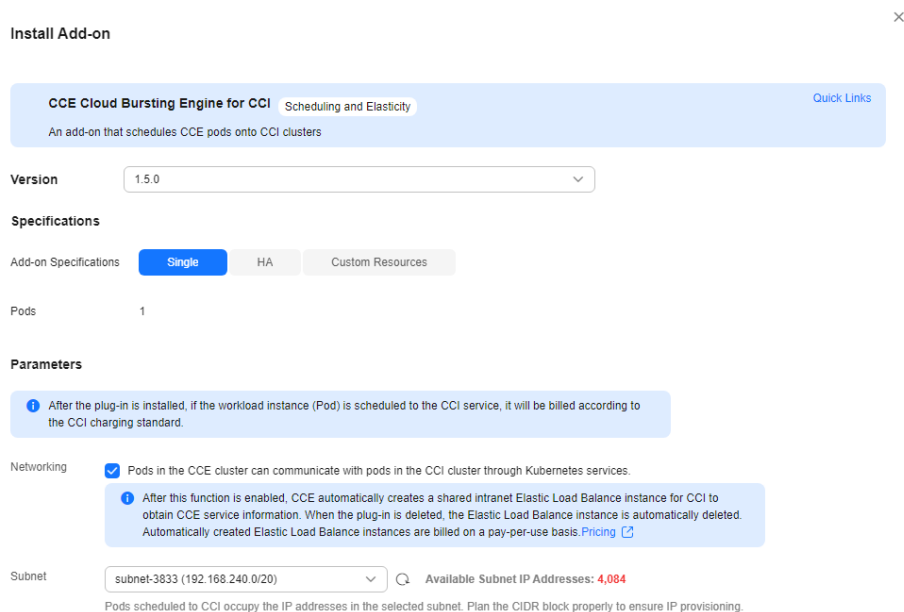 Install Add-on
CCE Cloud Bursting Engine for CCI Scheduling and Elasticity Quick Links
An add-on that schedules CCE pods onto CCI clusters
Version 1.5.0
Specifications
Add-on Specifications Single HA Custom Resources
Pods 1
Parameters
After the plug-in is installed, if the workload instance (Pod) is scheduled to the CCI service, it will be billed according to
the CCI charging standard.
Networking Pods in the CCE cluster can communicate with pods in the CCI cluster through Kubernetes services.
After this function is enabled, CCE automatically creates a shared intranet Elastic Load Balance instance for CCI to
obtain CCE service information. When the plug-in is deleted, the Elastic Load Balance instance is automatically deleted.
Automatically created Elastic Load Balance instances are billed on a pay-per-use basis.Pricing
Subnet subnet-3833 (192.168.240.0/20) Available Subnet IP Addresses: 4,084
Pods scheduled to CCI occupy the IP addresses in the selected subnet. Plan the CIDR block properly to ensure IP provisioning.